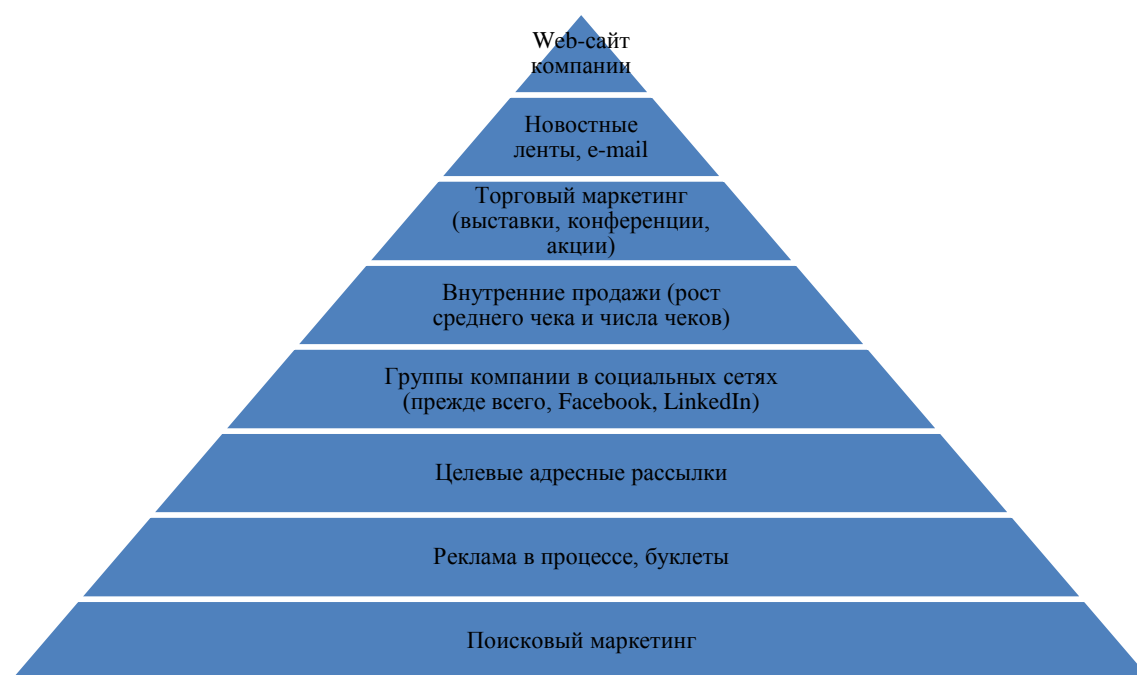 Web-сайт
компании
Новостные
ленты, e-mail
Торговый маркетинг
(выставки, конференции,
акции)
Внутренние продажи (рост
среднего чека и числа чеков)
Группы компании в социальных сетях
(прежде всего, Facebook, LinkedIn)
Целевые адресные рассылки
Реклама в процессе, буклеты
Поисковый маркетинг